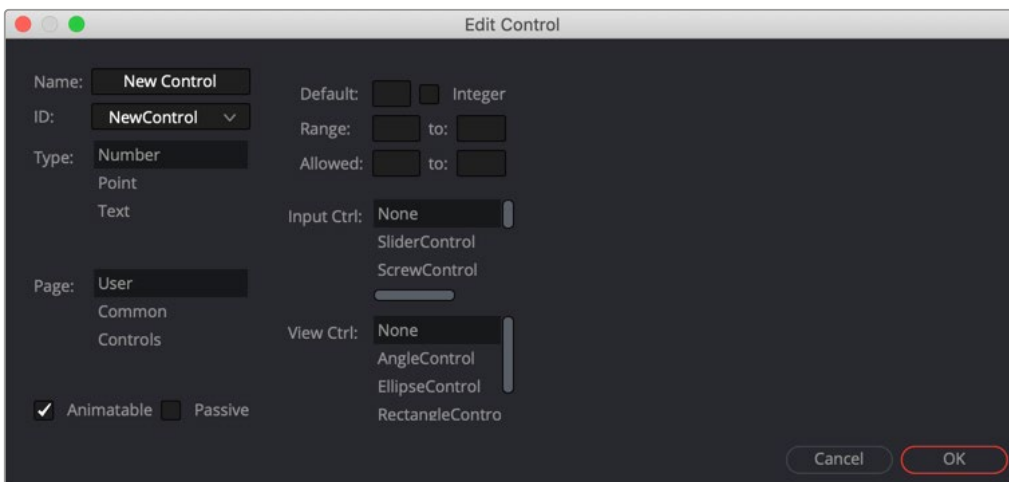 Edit Control
Name: New Control
ID: NewControl
Type: Number
Point
Text
Page: User
Common
Controls
Animatable Passive
Default: Integer
Range: to:
Allowed: to:
Input Ctrl: None
SliderControl
ScrewControl
View Ctrl: None
AngleControl
EllipseControl
RectangleContro
Cancel OK